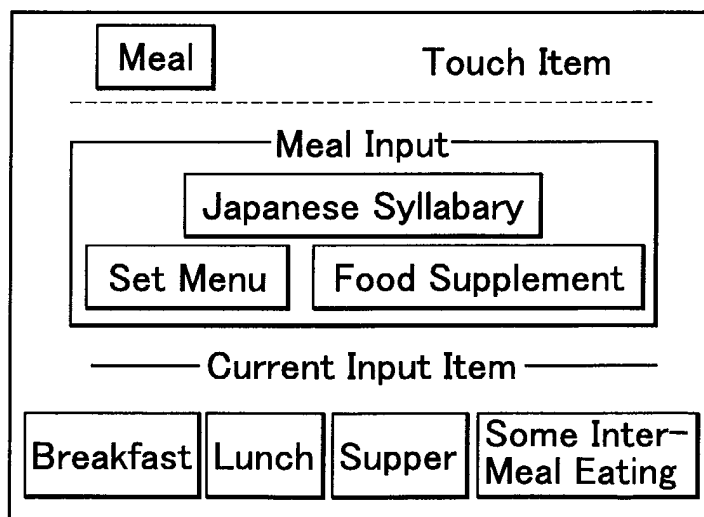 Meal Touch Item
Meal Input
Japanese Syllabary
Set Menu Food Supplement
Current Input Item
Breakfast Lunch Supper Some Inter-
Meal Eating